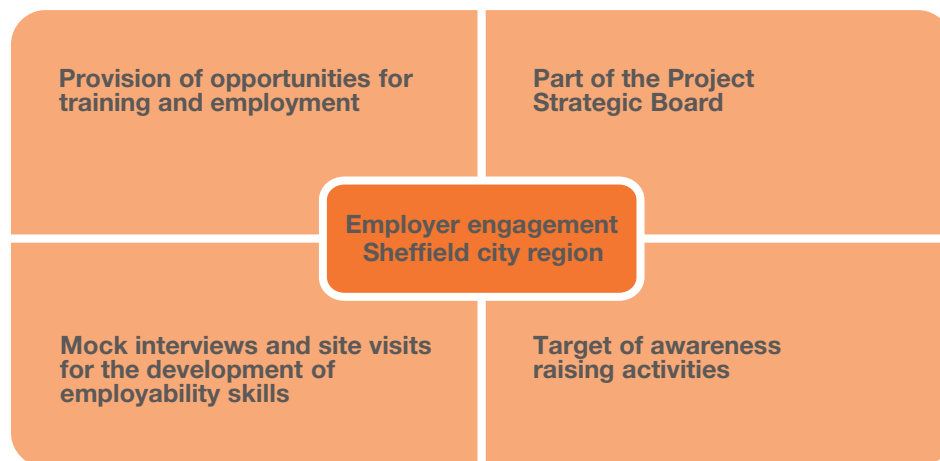 Provision of opportunities for
training and employment
Part of the Project
Strategic Board
Employer engagement
Sheffield city region
Mock interviews and site visits
for the development of
employability skills
Target of awareness
raising activities